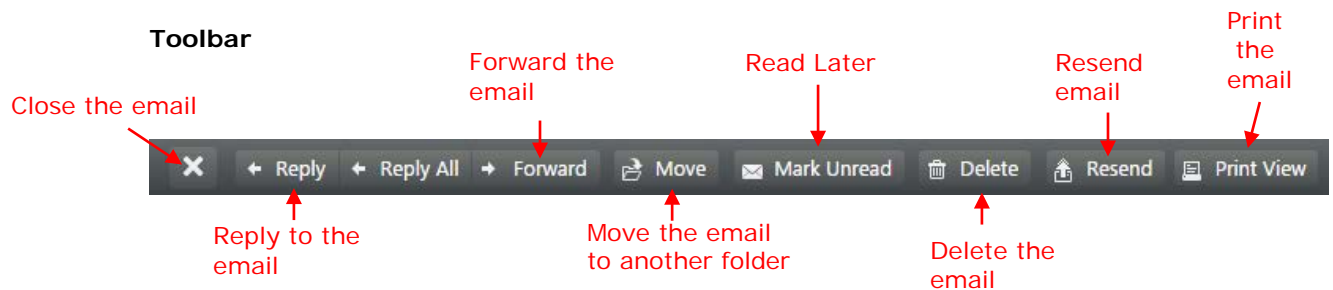 Toolbar
Print
the
email
Forward the
email
Read Later
Resend
email
Close the email
Reply
Reply All
Forward
Move
Mark Unread
Delete
Resend
Print View
Reply to the
email
Move the email
to another folder
Delete the
email